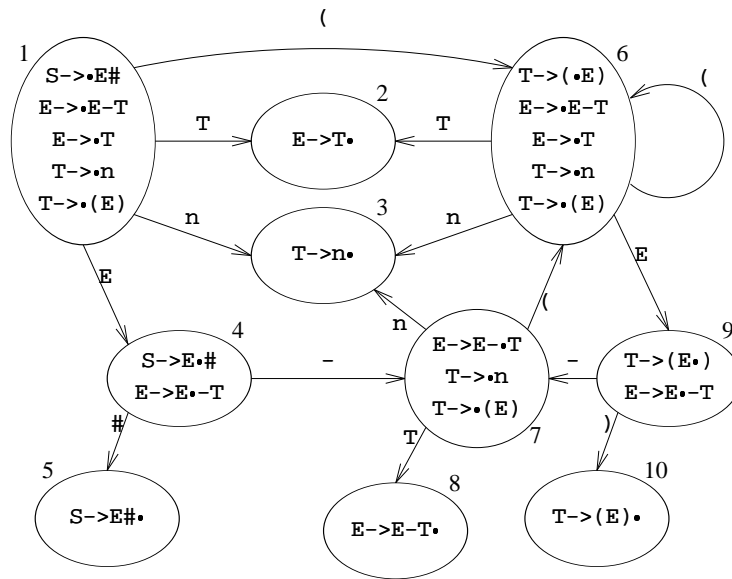 (
1
S->•E#
E->•E-T
E->•T
T->•n
T->•(E)
6
T->(•E)
E->•E-T
E->•T
T->•n
T->•(E)
(
T
2
E->T•
T
n
3
T->n•
n
E
E
4
S->E•#
E->E•-T
-
n
(
E->E-•T
T->•n
T->•(E)
7
-
9
T->(E•)
E->E•-T
#
T
)
5
S->E#•
8
E->E-T•
10
T->(E)•